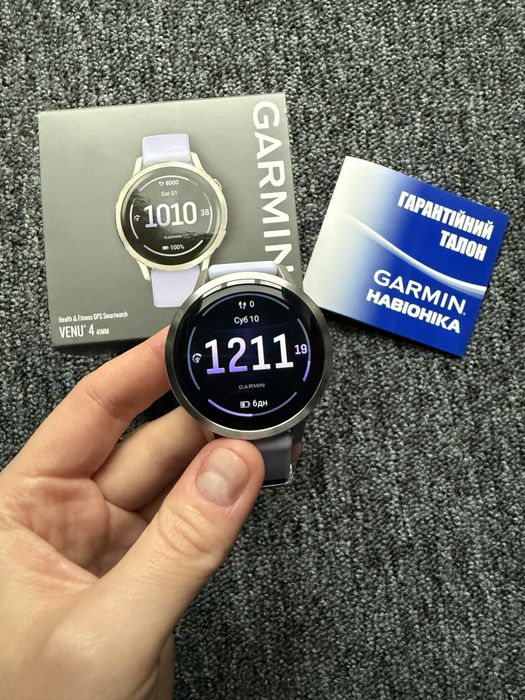 GARMIN
8000
Sat 01
1010
38
GARMIN
100%
Health & Fitness GPS Smartwatch
VENU® 4 41MM
ГАРАНТІЙНИЙ
ТАЛОН
GARMIN.
НАВІОНІКА
0
Суб 10
1211
19
GARMIN
6дн